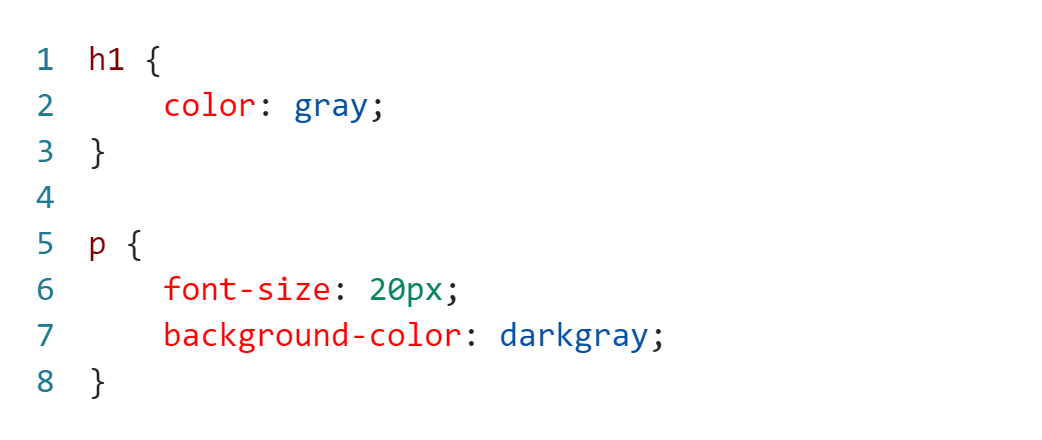 1 h1 {
2     color: gray;
3 }
4
5 p {
6     font-size: 20px;
7     background-color: darkgray;
8 }